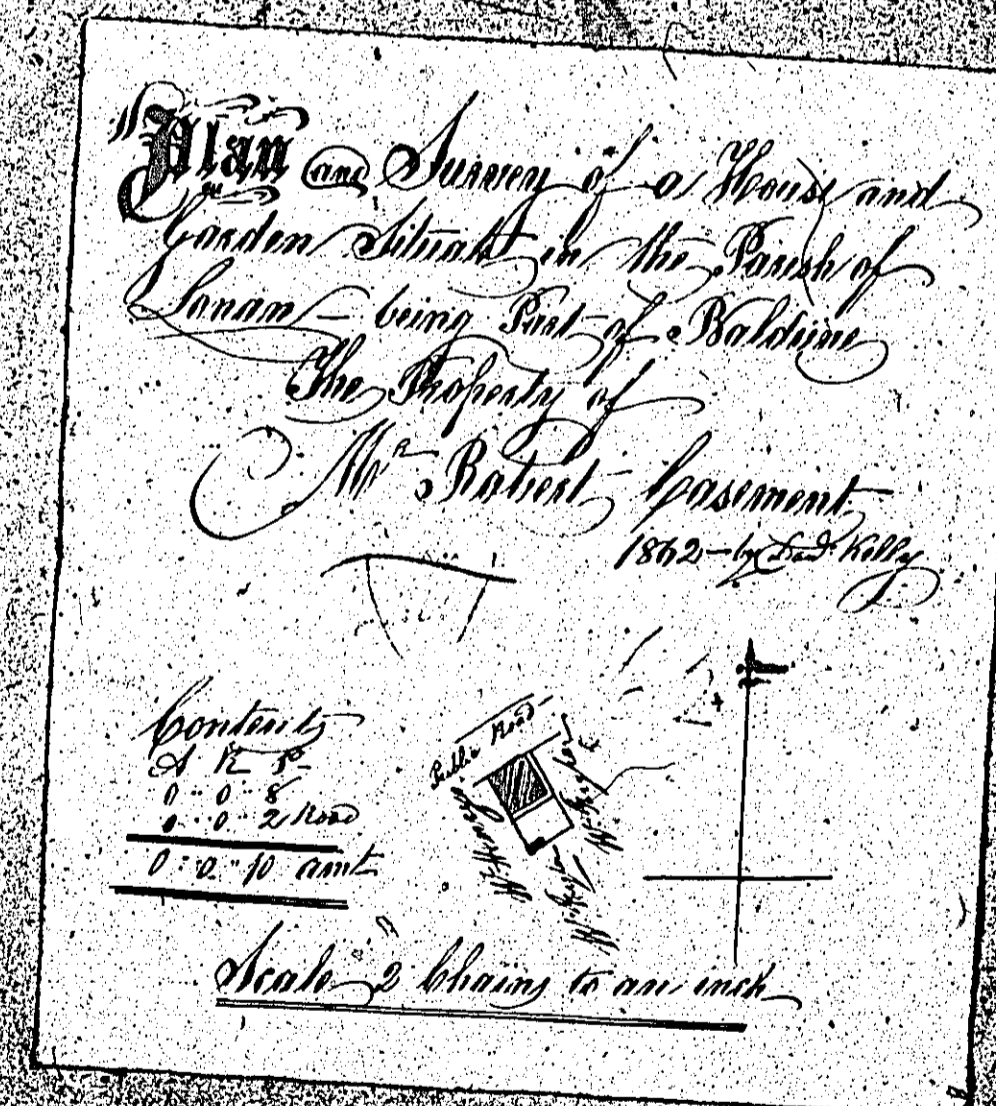 Plan and Survey of a House and
Garden Situate in the Parish of
Lonan - being Part of Baldrine
The Property of
Mr Robert Casement
1862 - by Kelly
Contents
A R P
0 " 0 " 8
0 " 0 " 2 Road
0 " 0 " 10 amt
Public Road
Scale 2 Chains to an inch